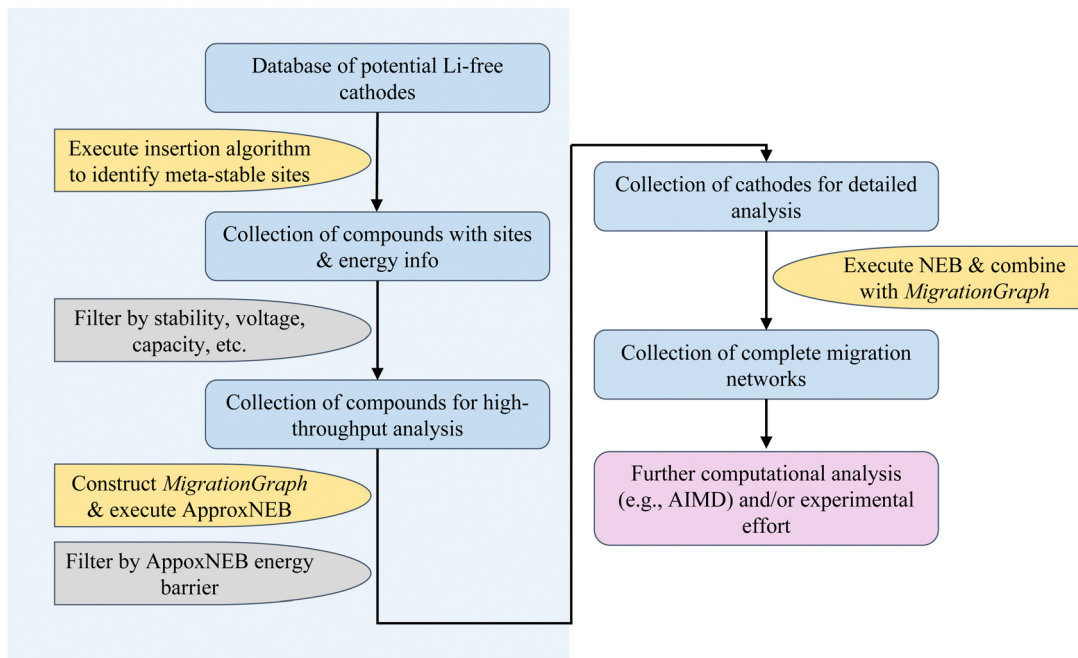 Database of potential Li-free
cathodes
Execute insertion algorithm
to identify meta-stable sites
Collection of compounds with sites
& energy info
Filter by stability, voltage,
capacity, etc.
Collection of compounds for high-
throughput analysis
Construct MigrationGraph
& execute ApproxNEB
Filter by AppoxNEB energy
barrier
Collection of cathodes for detailed
analysis
Execute NEB & combine
with MigrationGraph
Collection of complete migration
networks
Further computational analysis
(e.g., AIMD) and/or experimental
effort